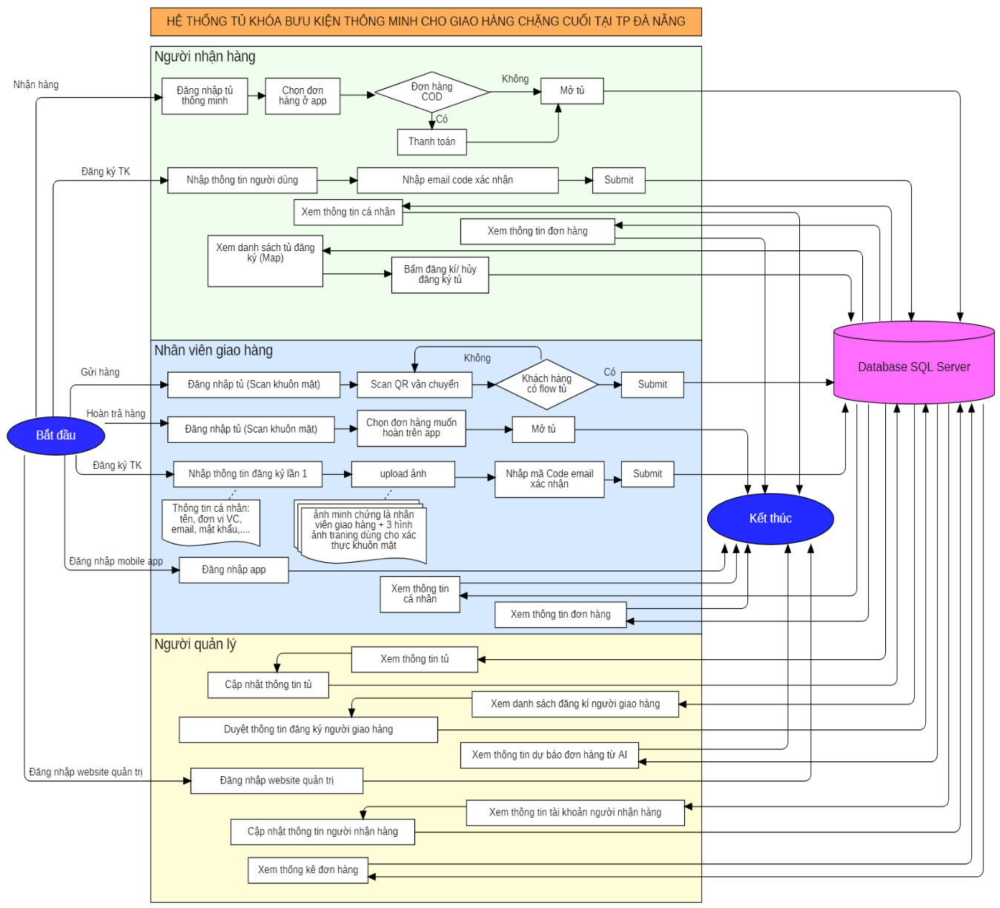 HỆ THỐNG TỦ KHÓA BƯU KIỆN THÔNG MINH CHO GIAO HÀNG CHẶNG CUỐI TẠI TP ĐÀ NẴNG
Người nhận hàng
Nhận hàng
Đăng nhập tủ
thông minh
Chọn đơn
hàng ở app
Đơn hàng
COD
Không
Mở tủ
Có
Thanh toán
Đăng ký TK
Nhập thông tin người dùng
Nhập email code xác nhận
Submit
Xem thông tin cá nhân
Xem thông tin đơn hàng
Xem danh sách tủ đăng
ký (Map)
Bấm đăng kí/ hủy
đăng ký tủ
Database SQL Server
Nhân viên giao hàng
Gửi hàng
Đăng nhập tủ (Scan khuôn mặt)
Scan QR vận chuyển
Không
Khách hàng
có flow tủ
Có
Submit
Bắt đầu
Hoàn trả hàng
Đăng nhập tủ (Scan khuôn mặt)
Chọn đơn hàng muốn
hoàn trên app
Mở tủ
Đăng ký TK
Nhập thông tin đăng ký lần 1
upload ảnh
Nhập mã Code email
xác nhận
Submit
Thông tin cá nhân:
tên, đơn vị VC,
email, mật khẩu,....
ảnh minh chứng là nhân
viên giao hàng + 3 hình
ảnh traning dùng cho xác
thực khuôn mặt
Kết thúc
Đăng nhập mobile app
Đăng nhập app
Xem thông tin
cá nhân
Xem thông tin đơn hàng
Người quản lý
Xem thông tin tủ
Cập nhật thông tin tủ
Xem danh sách đăng kí người giao hàng
Duyệt thông tin đăng ký người giao hàng
Xem thông tin dự báo đơn hàng từ AI
Đăng nhập website quản trị
Đăng nhập website quản trị
Xem thông tin tài khoản người nhận hàng
Cập nhật thông tin người nhận hàng
Xem thống kê đơn hàng